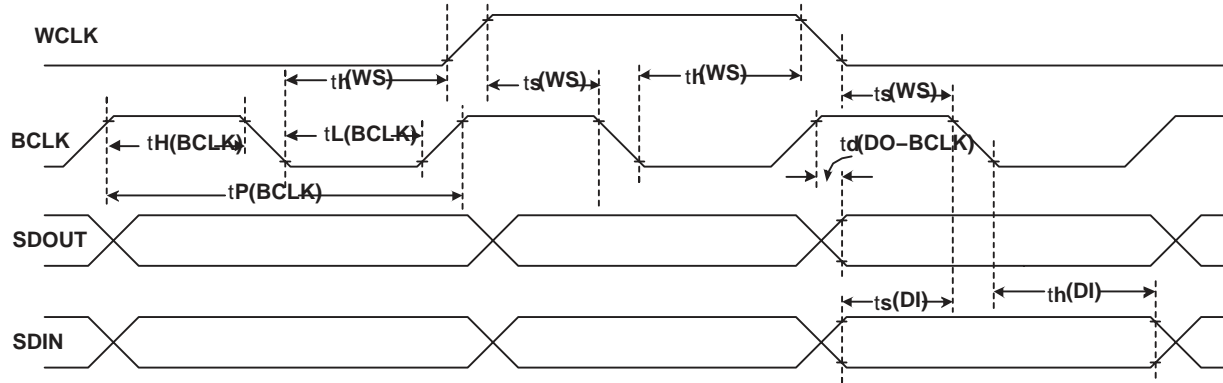 WCLK
th(WS)
ts(WS)
th(WS)
ts(WS)
BCLK
tH(BCLK)
tL(BCLK)
td(DO−BCLK)
tP(BCLK)
SDOUT
ts(DI)
th(DI)
SDIN